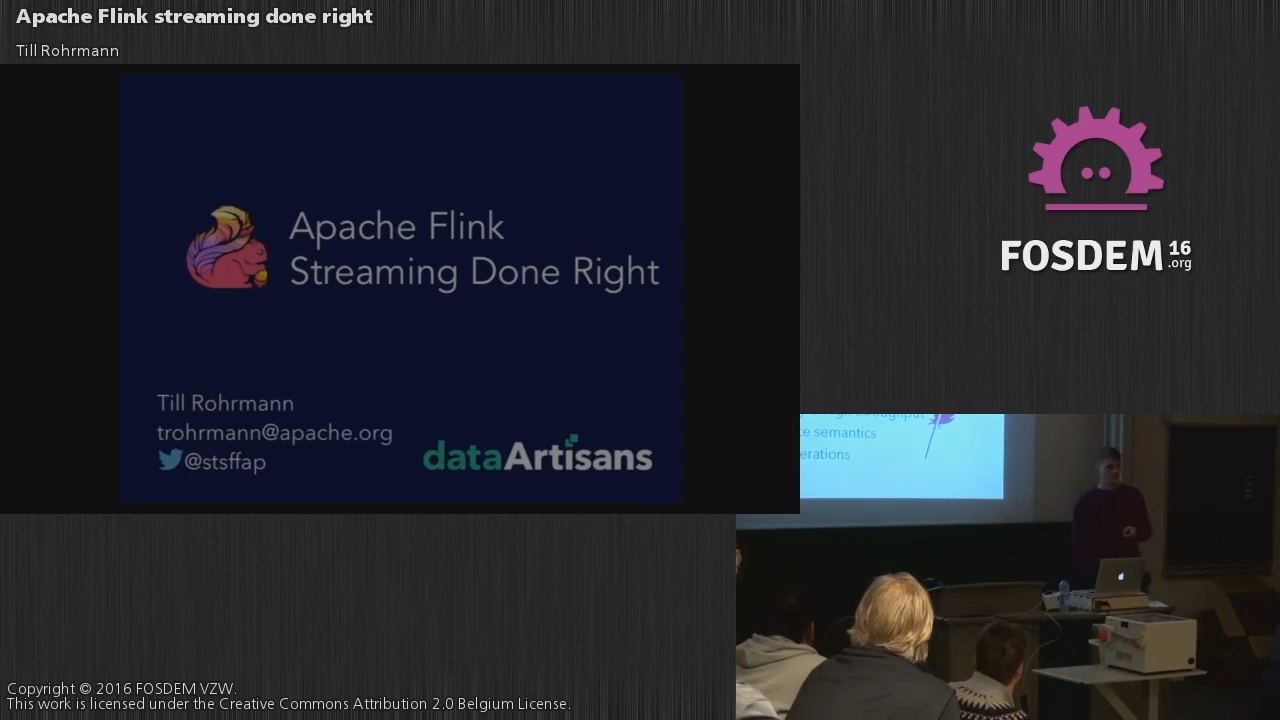 Apache Flink streaming done right
Till Rohrmann
Apache Flink
Streaming Done Right
Till Rohrmann
trohrmann@apache.org
@stsffap
dataArtisans
FOSDEM 16
.org
throughput
semantics
Copyright © 2016 FOSDEM VZW.
This work is licensed under the Creative Commons Attribution 2.0 Belgium License.